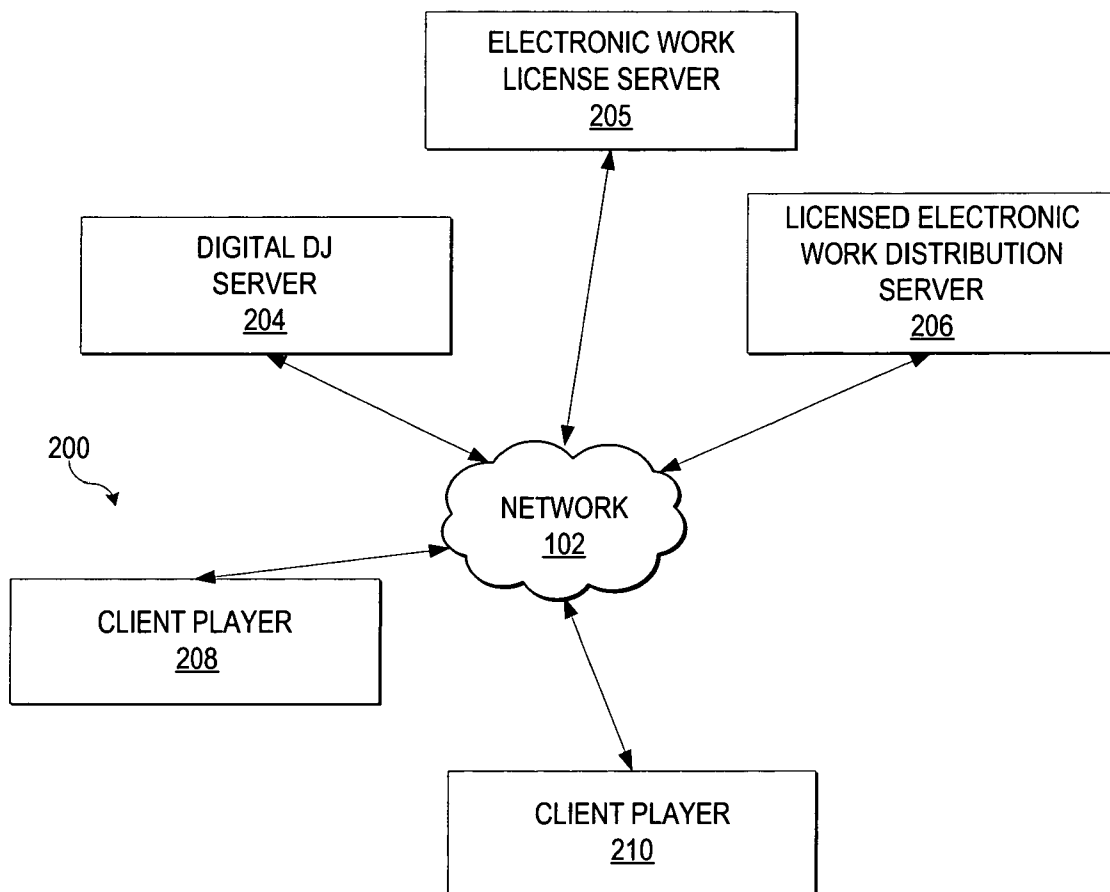 ELECTRONIC WORK
LICENSE SERVER
205
DIGITAL DJ
SERVER
204
LICENSED ELECTRONIC
WORK DISTRIBUTION
SERVER
206
200
NETWORK
102
CLIENT PLAYER
208
CLIENT PLAYER
210